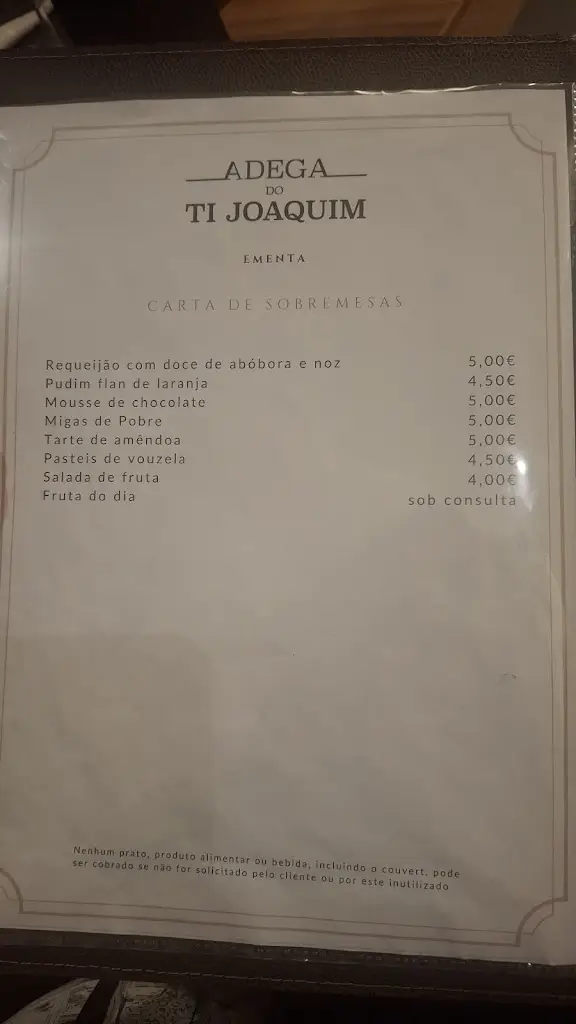 ADEGA
DO
TI JOAQUIM
EMENTA
CARTA DE SOBREMESAS
Requeijão com doce de abóbora e noz 5,00€
Pudim flan de laranja 4,50€
Mousse de chocolate 5,00€
Migas de Pobre 5,00€
Tarte de amêndoa 5,00€
Pasteis de vouzela 4,50€
Salada de fruta 4,00€
Fruta do dia sob consulta
Nenhum prato, produto alimentar ou bebida, incluindo o couvert, pode
ser cobrado se não for solicitado pelo cliente ou por este inutilizado